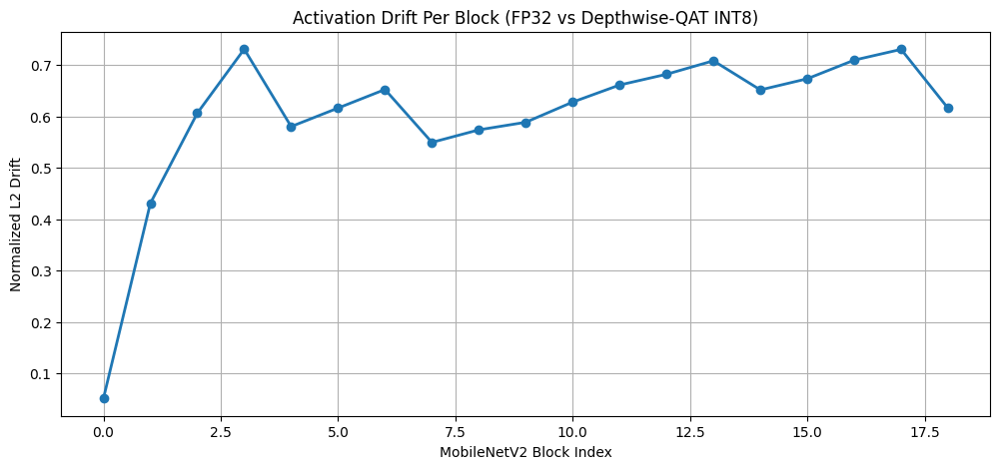 Activation Drift Per Block (FP32 vs Depthwise-QAT INT8)
Normalized L2 Drift
0.7
0.6
0.5
0.4
0.3
0.2
0.1
0.0 2.5 5.0 7.5 10.0 12.5 15.0 17.5
MobileNetV2 Block Index